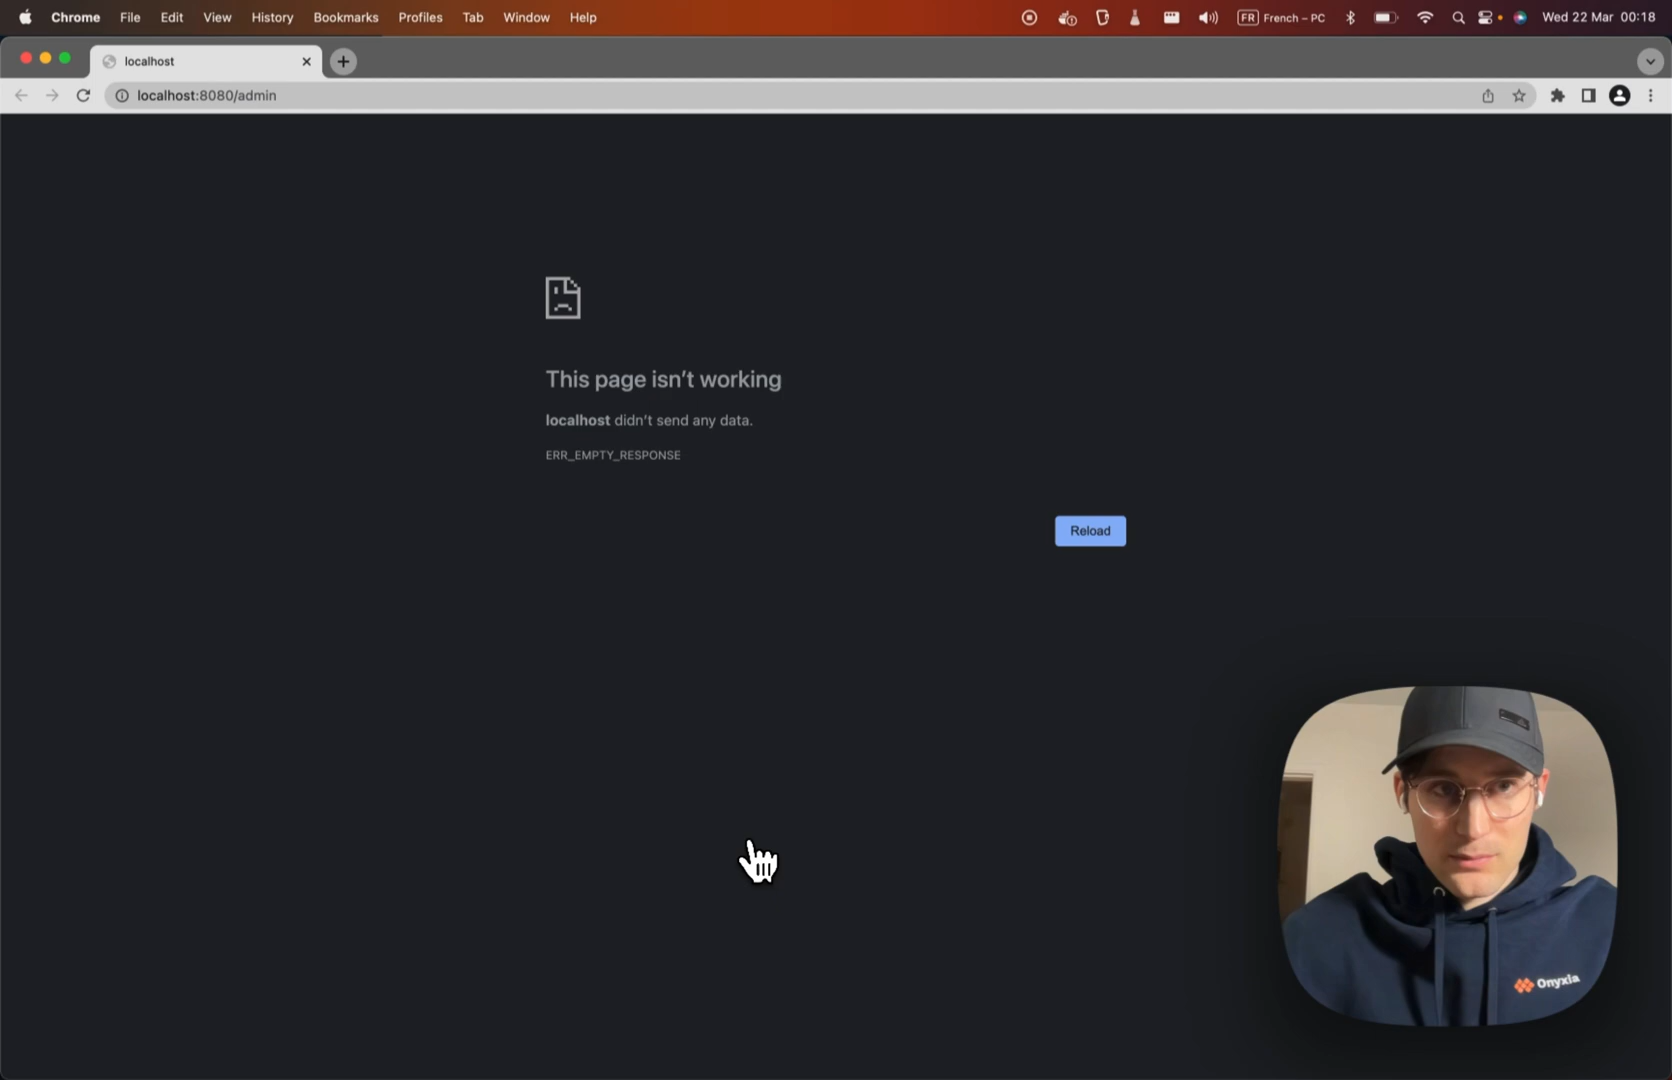 Chrome File Edit View History Bookmarks Profiles Tab Window Help FR French – PC Wed 22 Mar 00:18
localhost
localhost:8080/admin
This page isn’t working
localhost didn’t send any data.
ERR_EMPTY_RESPONSE
Reload
Onyxia